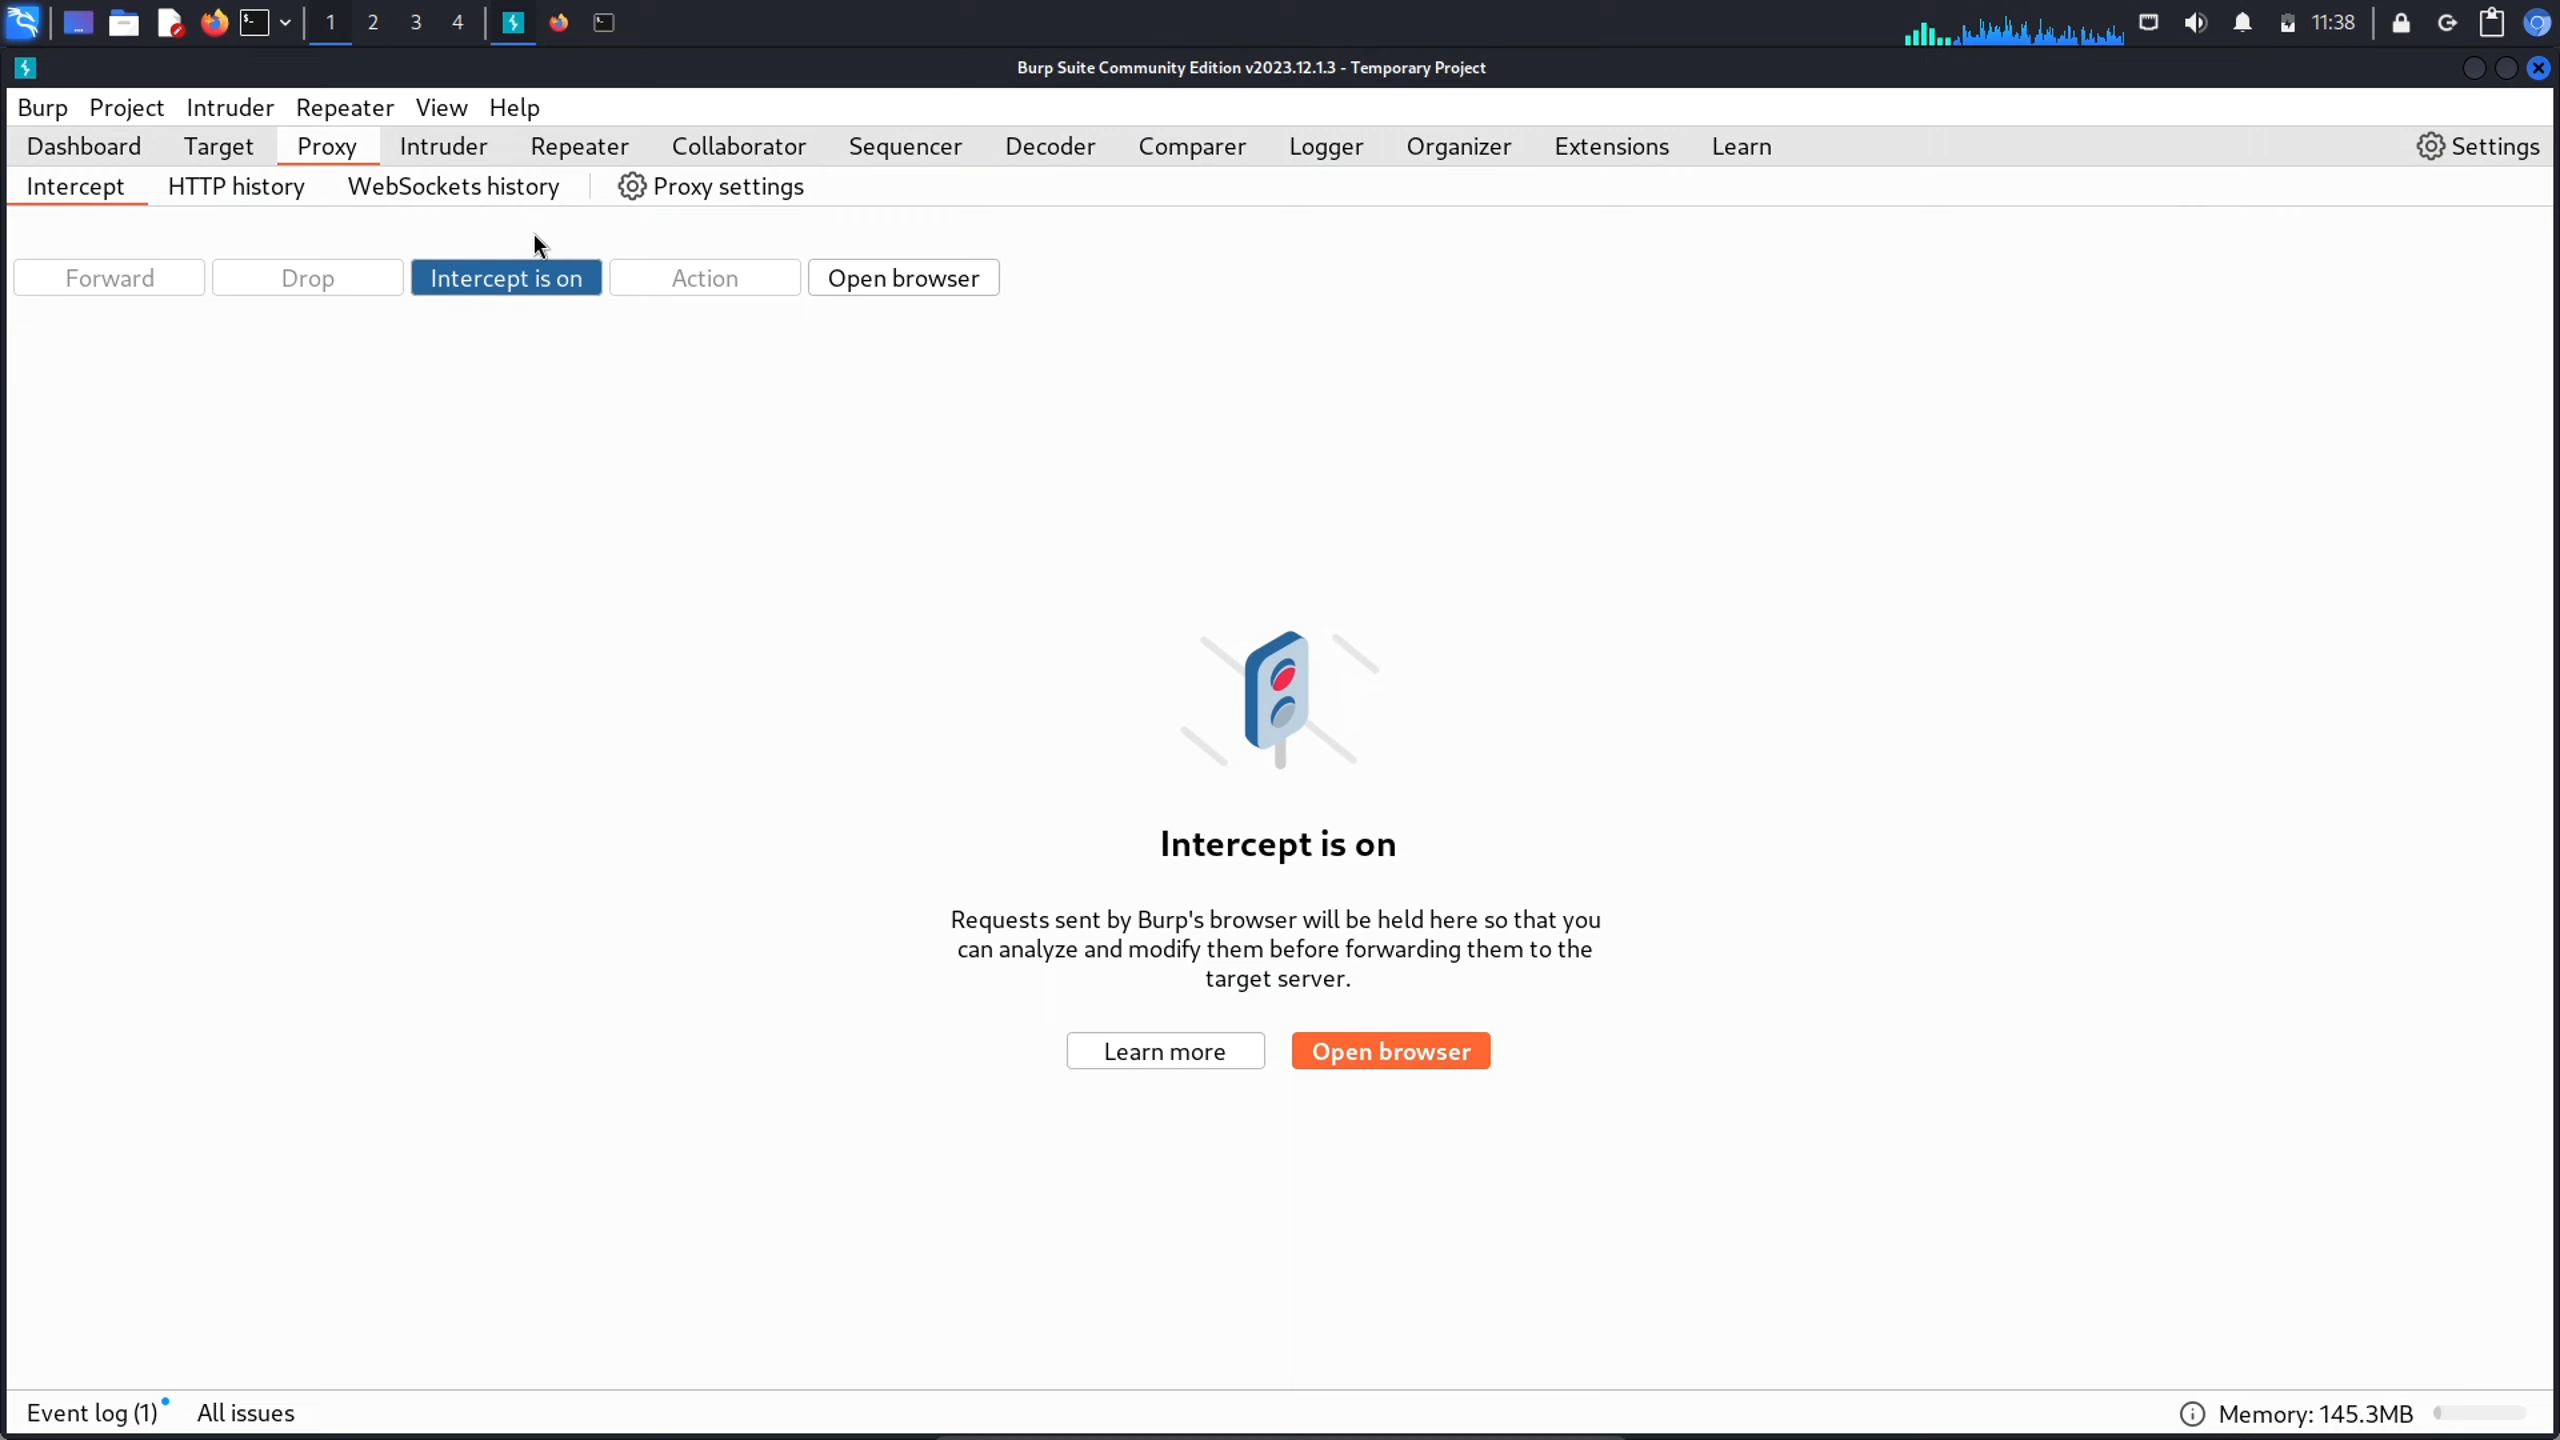 1 2 3 4 11:38
Burp Suite Community Edition v2023.12.1.3 - Temporary Project
Burp Project Intruder Repeater View Help
Dashboard Target Proxy Intruder Repeater Collaborator Sequencer Decoder Comparer Logger Organizer Extensions Learn Settings
Intercept HTTP history WebSockets history Proxy settings
Forward Drop Intercept is on Action Open browser
Intercept is on
Requests sent by Burp's browser will be held here so that you
can analyze and modify them before forwarding them to the
target server.
Learn more Open browser
Event log (1) All issues Memory: 145.3MB